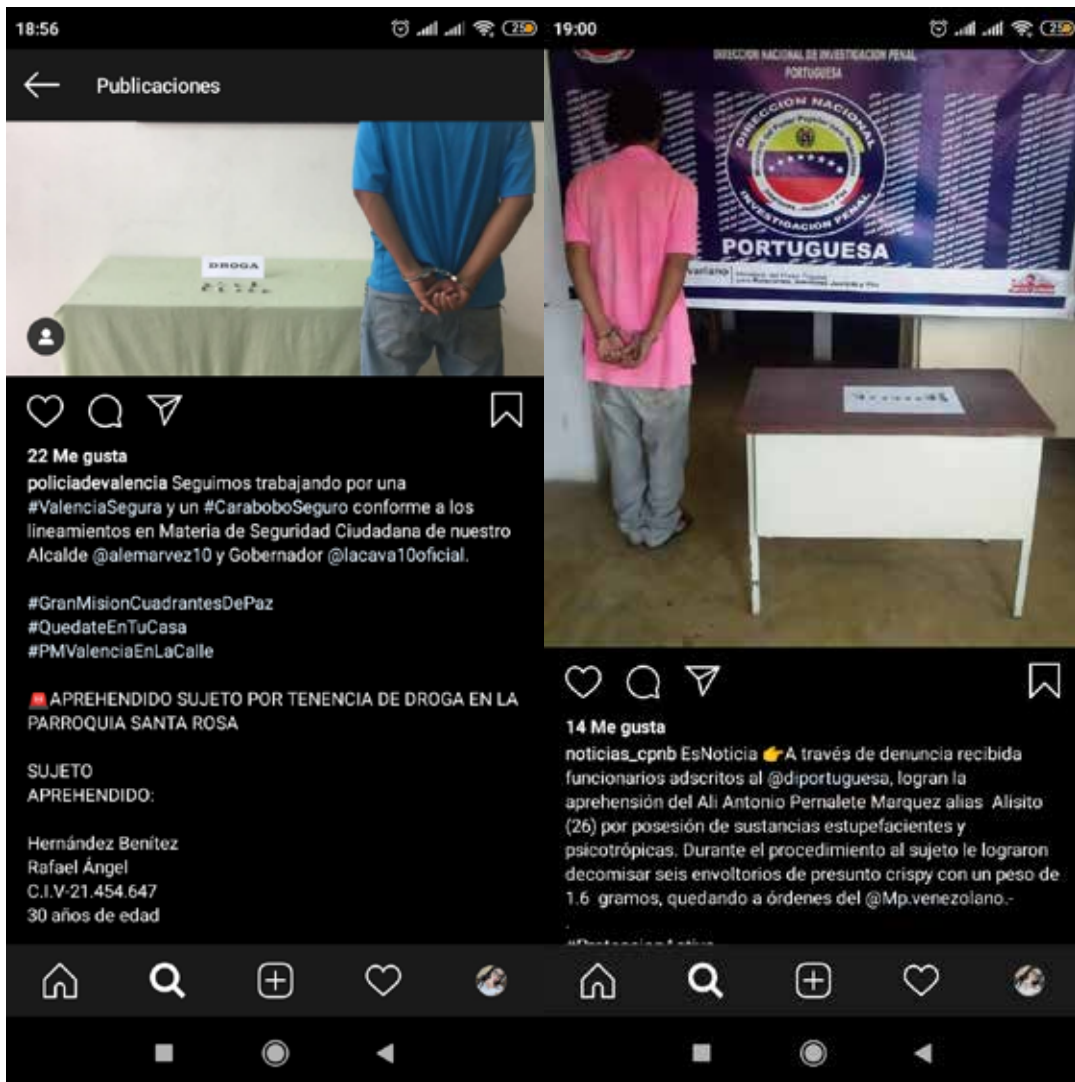 18:56
25
Publicaciones
DROGA
22 Me gusta
policiadevalencia Seguimos trabajando por una
#ValenciaSegura y un #CaraboboSeguro conforme a los
lineamientos en Materia de Seguridad Ciudadana de nuestro
Alcalde @alemarvez10 y Gobernador @lacava10oficial.
#GranMisionCuadrantesDePaz
#QuedateEnTuCasa
#PMValenciaEnLaCalle
🚨APREHENDIDO SUJETO POR TENENCIA DE DROGA EN LA
PARROQUIA SANTA ROSA
SUJETO
APREHENDIDO:
Hernández Benítez
Rafael Ángel
C.I.V-21.454.647
30 años de edad
19:00
25
DIRECCION NACIONAL DE INVESTIGACION PENAL
PORTUGUESA
DIRECCION NACIONAL
INVESTIGACION PENAL
PORTUGUESA
14 Me gusta
noticias_cpnb EsNoticia 👉A través de denuncia recibida
funcionarios adscritos al @diportuguesa, logran la
aprehensión del Ali Antonio Pernalete Marquez alias Alisito
(26) por posesión de sustancias estupefacientes y
psicotrópicas. Durante el procedimiento al sujeto le lograron
decomisar seis envoltorios de presunto crispy con un peso de
1.6 gramos, quedando a órdenes del @Mp.venezolano.-
.